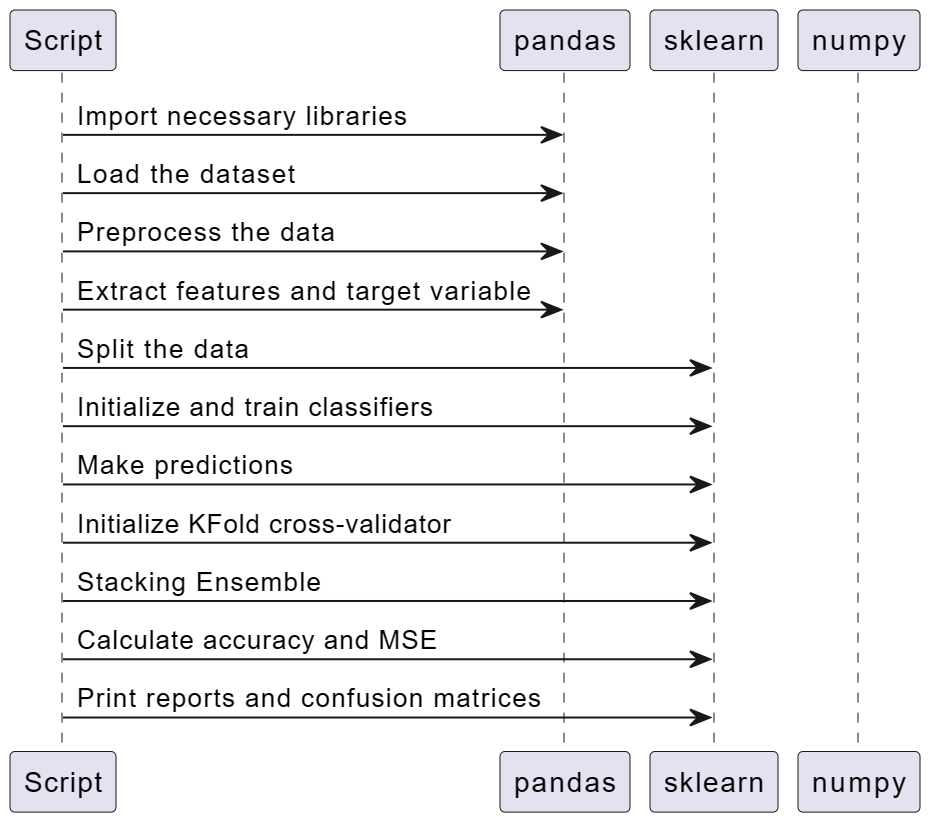 Script pandas sklearn numpy
Import necessary libraries
Load the dataset
Preprocess the data
Extract features and target variable
Split the data
Initialize and train classifiers
Make predictions
Initialize KFold cross-validator
Stacking Ensemble
Calculate accuracy and MSE
Print reports and confusion matrices
Script pandas sklearn numpy